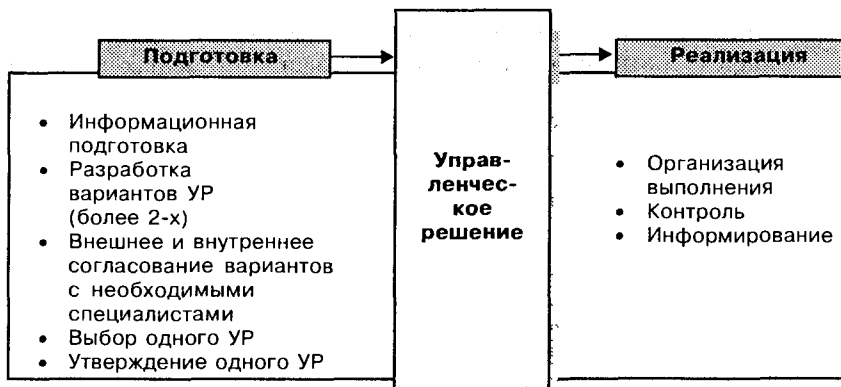 Подготовка
• Информационная
подготовка
• Разработка
вариантов УР
(более 2-х)
• Внешнее и внутреннее
согласование вариантов
с необходимыми
специалистами
• Выбор одного УР
• Утверждение одного УР
Управ-
ленчес-
кое
решение
Реализация
• Организация
выполнения
• Контроль
• Информирование